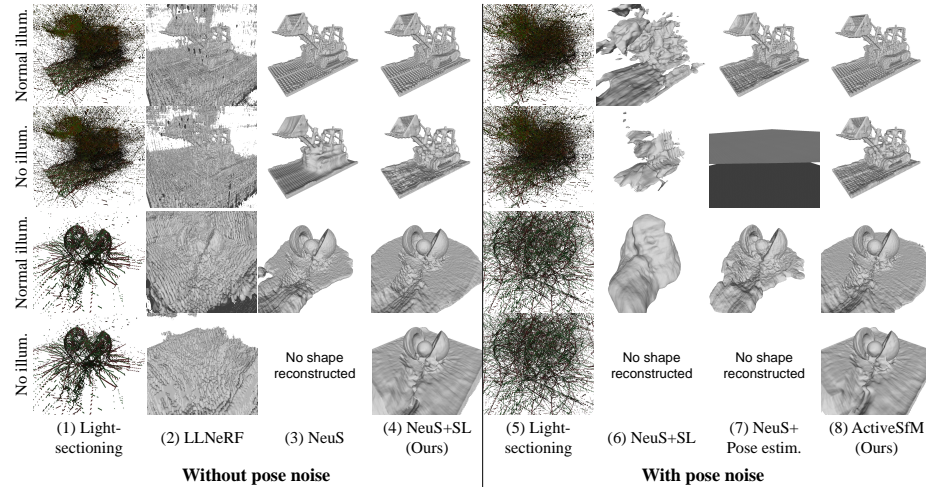 Normal illum.
No illum.
Normal illum.
No illum.
No shape
reconstructed
No shape
reconstructed
No shape
reconstructed
(1) Light-
sectioning
(2) LLNeRF
(3) NeuS
(4) NeuS+SL
(Ours)
(5) Light-
sectioning
(6) NeuS+SL
(7) NeuS+
Pose estim.
(8) ActiveSfM
(Ours)
Without pose noise
With pose noise